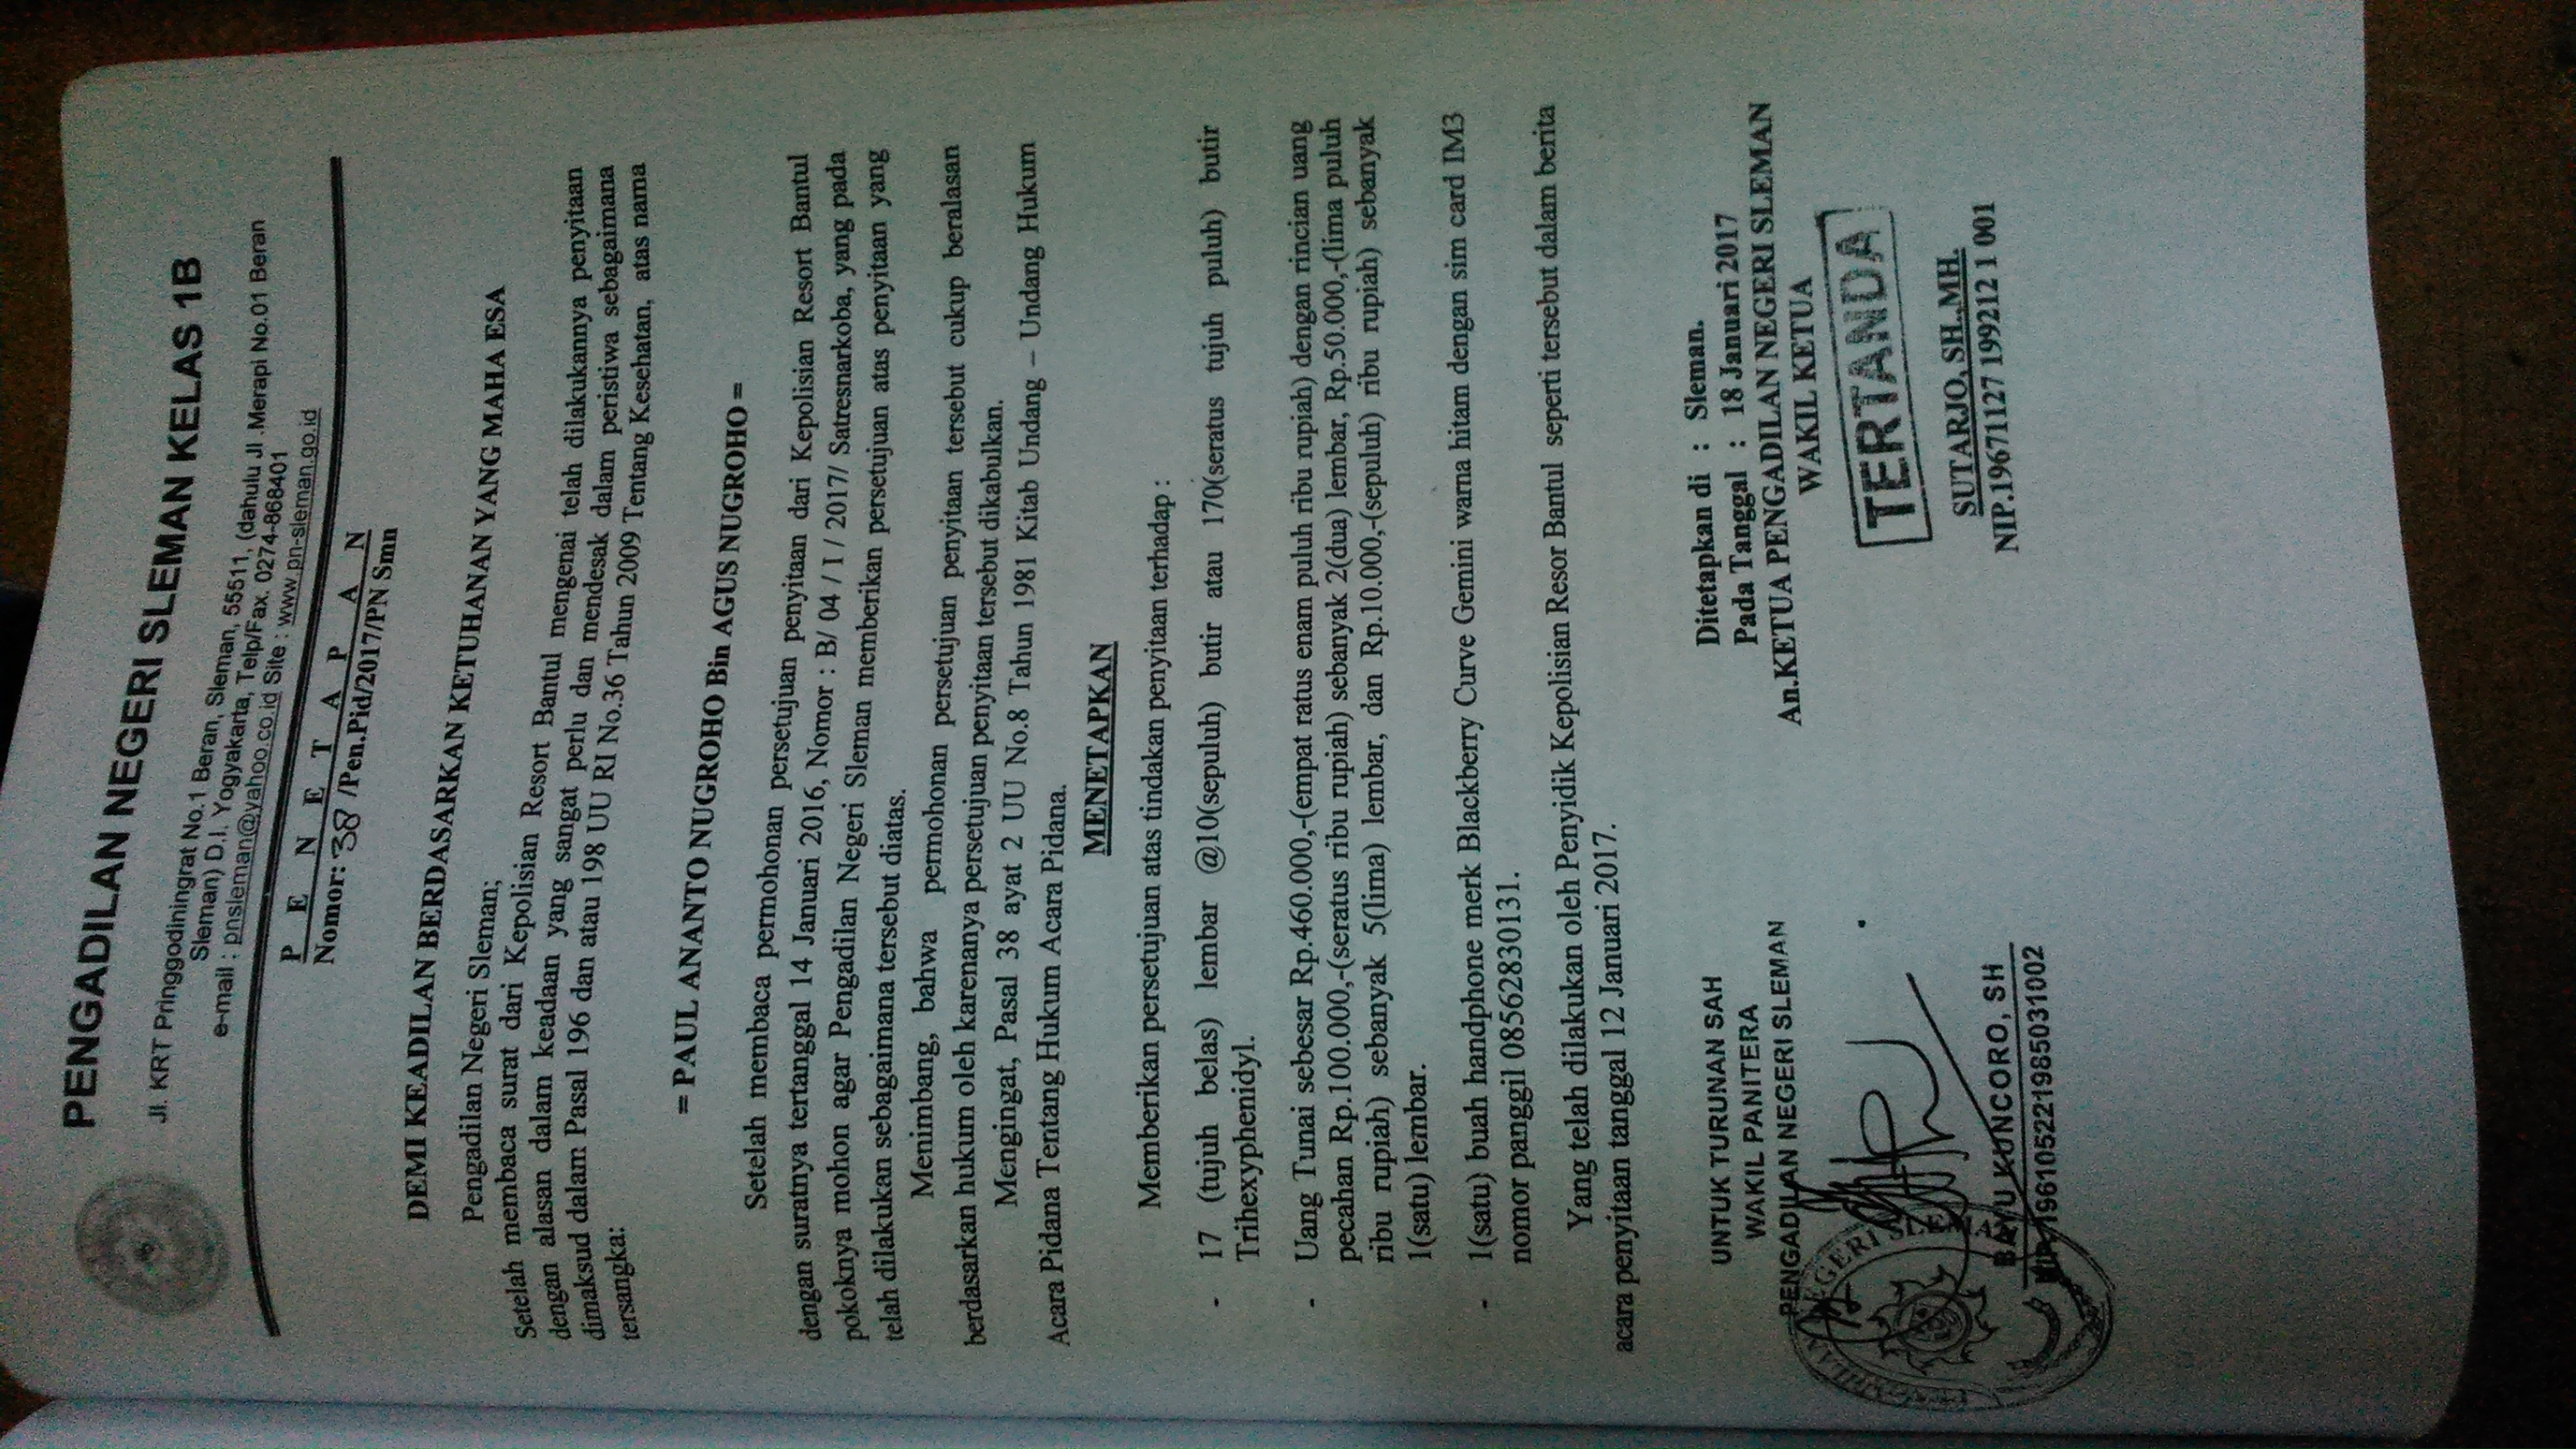 PENGADILAN NEGERI SLEMAN KELAS 1B
Jl. KRT Pringgodiningrat No.1 Beran, Sleman, 55511, (dahulu Jl .Merapi No.01 Beran
Sleman) D.I. Yogyakarta, Telp/Fax. 0274-868401
e-mail : pnsleman@yahoo.co.id Site : www.pn-sleman.go.id
P E N E T A P A N
Nomor: 38 /Pen.Pid/2017/PN Smn
DEMI KEADILAN BERDASARKAN KETUHANAN YANG MAHA ESA
Pengadilan Negeri Sleman;
Setelah membaca surat dari Kepolisian Resort Bantul mengenai telah dilakukannya penyitaan
dengan alasan dalam keadaan yang sangat perlu dan mendesak dalam peristiwa sebagaimana
dimaksud dalam Pasal 196 dan atau 198 UU RI No.36 Tahun 2009 Tentang Kesehatan, atas nama
tersangka:
= PAUL ANANTO NUGROHO Bin AGUS NUGROHO =
Setelah membaca permohonan persetujuan penyitaan dari Kepolisian Resort Bantul
dengan suratnya tertanggal 14 Januari 2016, Nomor : B/ 04 / I / 2017/ Satresnarkoba, yang pada
pokoknya mohon agar Pengadilan Negeri Sleman memberikan persetujuan atas penyitaan yang
telah dilakukan sebagaimana tersebut diatas.
Menimbang, bahwa permohonan persetujuan penyitaan tersebut cukup beralasan
berdasarkan hukum oleh karenanya persetujuan penyitaan tersebut dikabulkan.
Mengingat, Pasal 38 ayat 2 UU No.8 Tahun 1981 Kitab Undang – Undang Hukum
Acara Pidana Tentang Hukum Acara Pidana.
MENETAPKAN
Memberikan persetujuan atas tindakan penyitaan terhadap :
- 17 (tujuh belas) lembar @10(sepuluh) butir atau 170(seratus tujuh puluh) butir
Trihexyphenidyl.
- Uang Tunai sebesar Rp.460.000,-(empat ratus enam puluh ribu rupiah) dengan rincian uang
pecahan Rp.100.000,-(seratus ribu rupiah) sebanyak 2(dua) lembar, Rp.50.000,-(lima puluh
ribu rupiah) sebanyak 5(lima) lembar, dan Rp.10.000,-(sepuluh) ribu rupiah) sebanyak
1(satu) lembar.
- 1(satu) buah handphone merk Blackberry Curve Gemini warna hitam dengan sim card IM3
nomor panggil 08562830131.
Yang telah dilakukan oleh Penyidik Kepolisian Resor Bantul seperti tersebut dalam berita
acara penyitaan tanggal 12 Januari 2017.
Ditetapkan di : Sleman.
Pada Tanggal : 18 Januari 2017
An.KETUA PENGADILAN NEGERI SLEMAN
WAKIL KETUA
TERTANDA
SUTARJO, SH.,MH.
NIP.19671127 199212 1 001
UNTUK TURUNAN SAH
WAKIL PANITERA
PENGADILAN NEGERI SLEMAN
BAYU KUNCORO, SH
NIP.196105221985031002